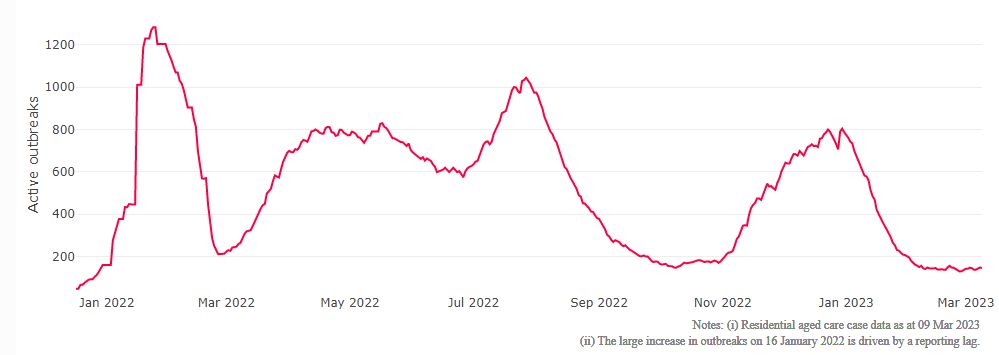 Active outbreaks
1200
1000
800
600
400
200
Jan 2022 Mar 2022 May 2022 Jul 2022 Sep 2022 Nov 2022 Jan 2023 Mar 2023
Notes: (i) Residential aged care case data as at 09 Mar 2023
(ii) The large increase in outbreaks on 16 January 2022 is driven by a reporting lag.